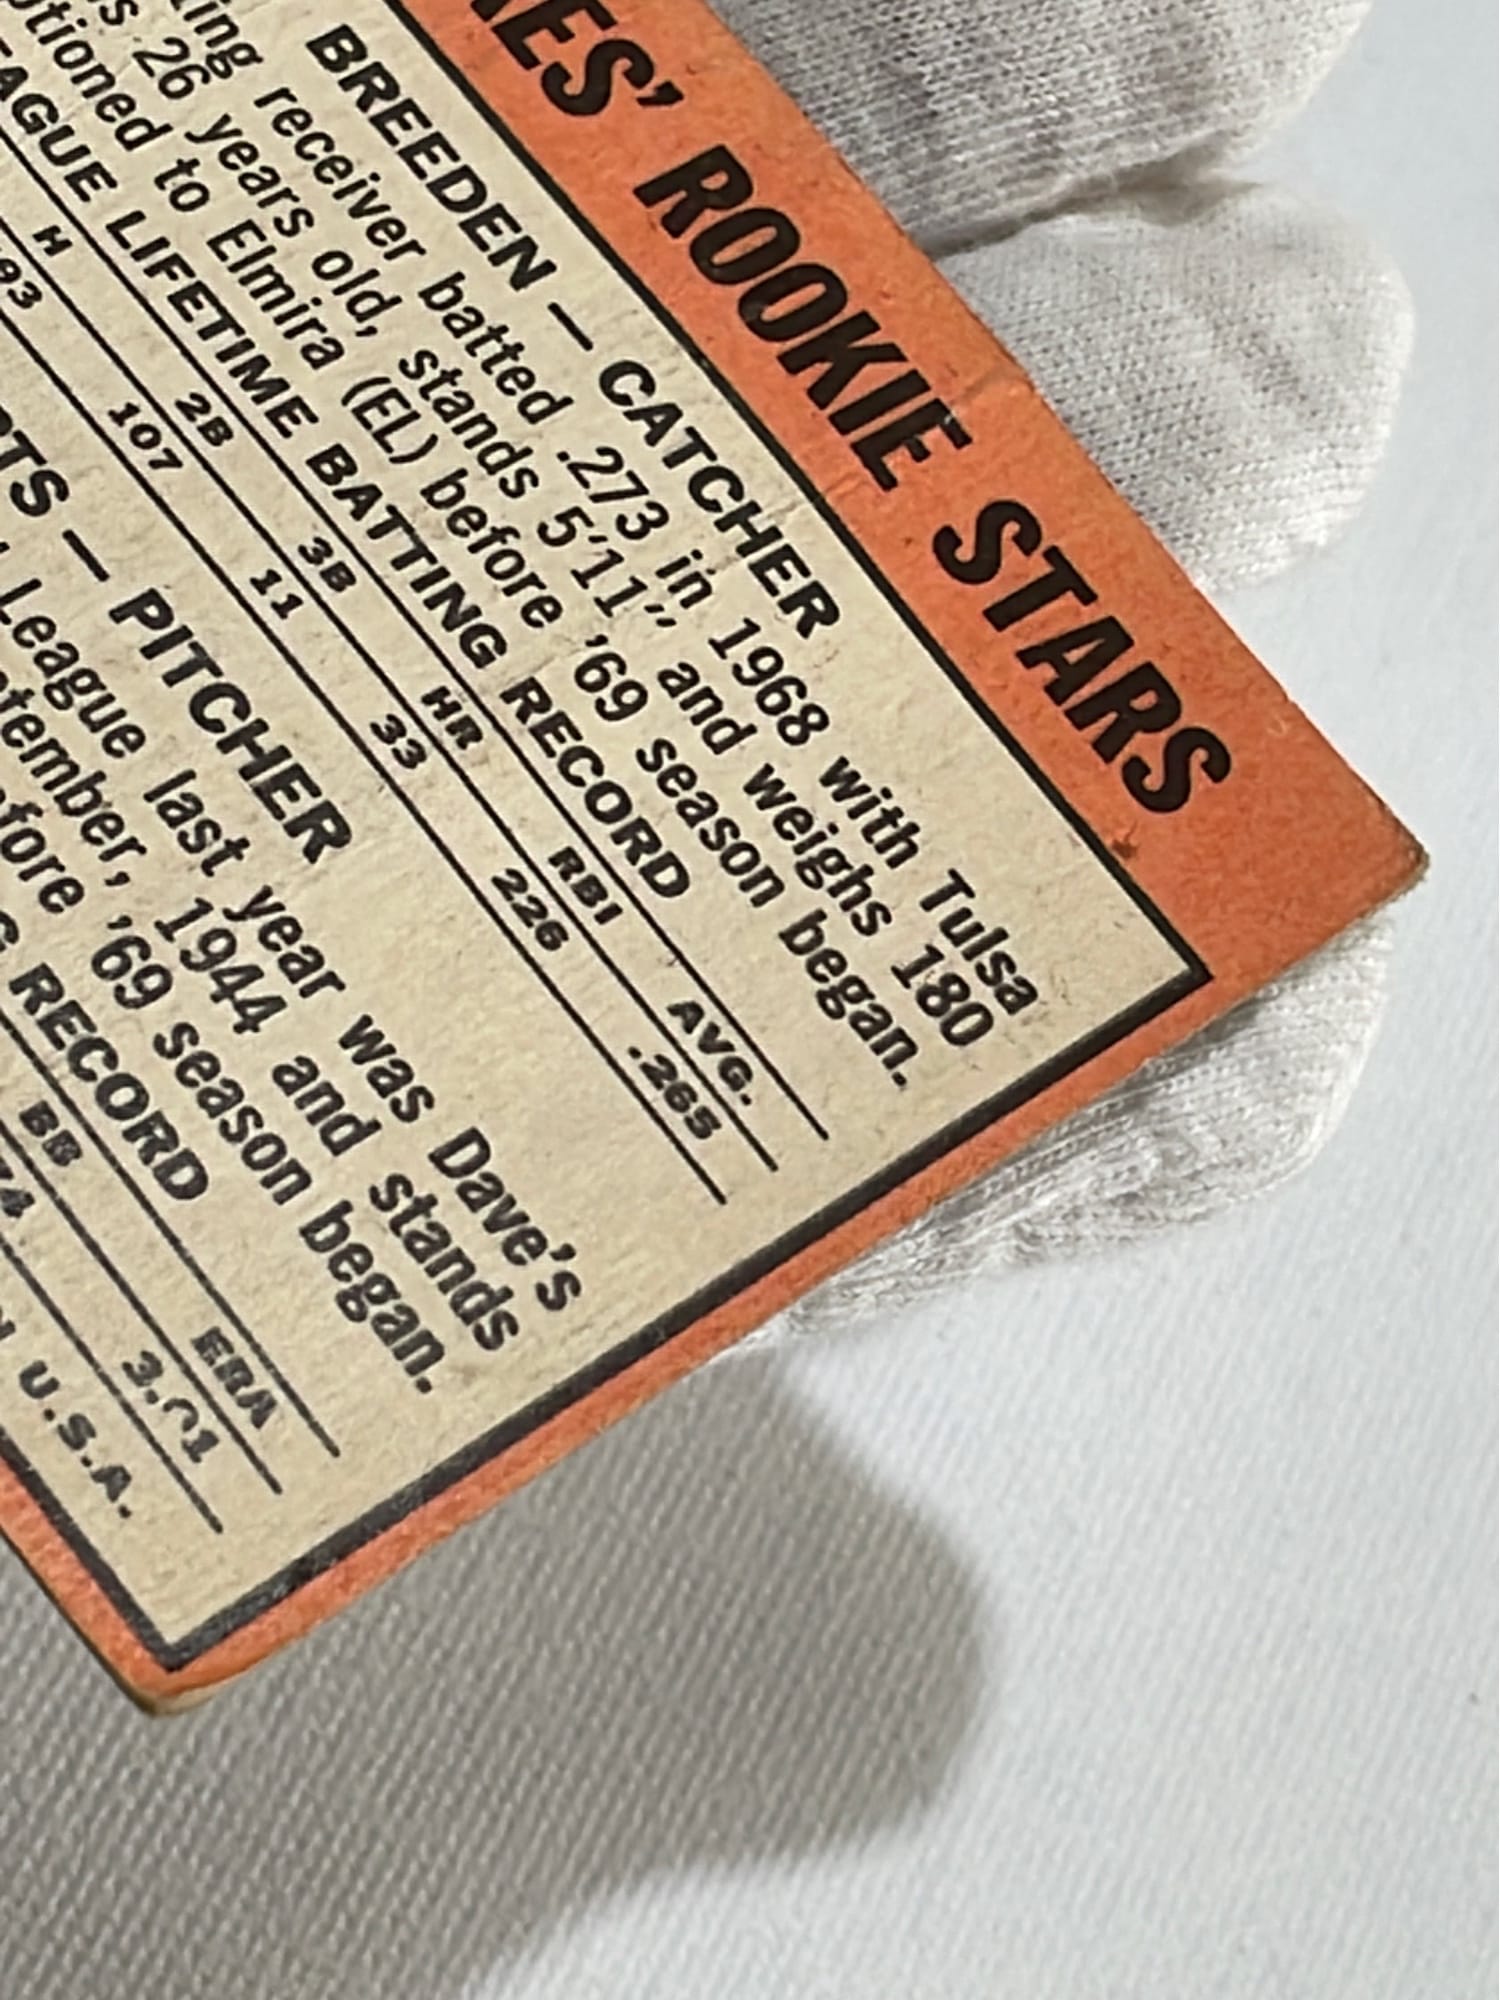 ROOKIE STARS
BREEDEN — CATCHER
receiver batted .273 in 1968 with Tulsa
26 years old, stands 5'11" and weighs 180
to Elmira (EL) before '69 season began.
LIFETIME BATTING RECORD
H 2B 3B HR RBI AVG.
107 11 33 226 .265
— PITCHER
League last year was Dave's
1944 and stands
'69 season began.
RECORD
BB ERA
U.S.A.